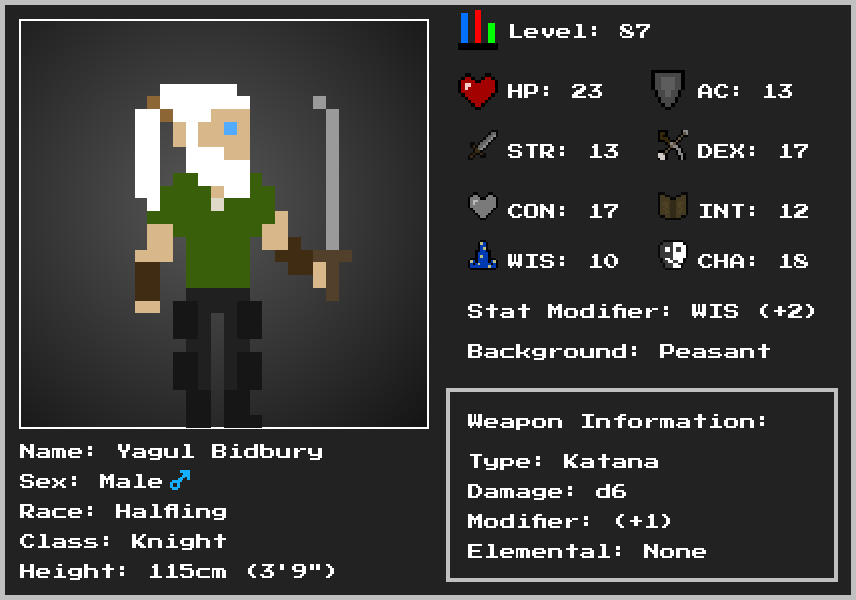 Level: 87
HP: 23
AC: 13
STR: 13
DEX: 17
CON: 17
INT: 12
WIS: 10
CHA: 18
Stat Modifier: WIS (+2)
Background: Peasant
Name: Yagul Bidbury
Sex: Male♂
Race: Halfling
Class: Knight
Height: 115cm (3'9")
Weapon Information:
Type: Katana
Damage: d6
Modifier: (+1)
Elemental: None